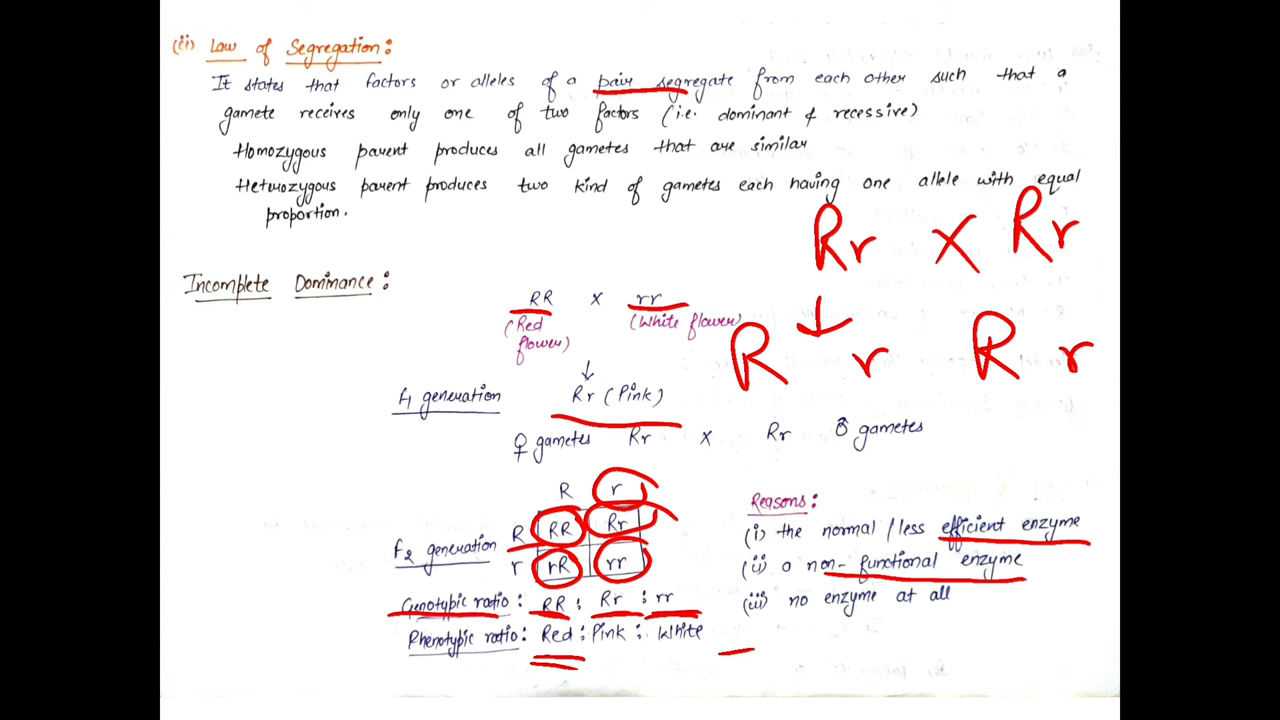 (ii) Law of Segregation:
It states that factors or alleles of a pair segregate from each other such that a
gamete receives only one of two factors (i.e. dominant & recessive)
Homozygous parent produces all gametes that are similar
Heterozygous parent produces two kind of gametes each having one allele with equal
proportion.
Rr × Rr
↓
R r R r
Incomplete Dominance:
RR × rr
(Red (White flower)
flower)
↓
F1 generation Rr (Pink)
♀ gametes Rr × Rr ♂ gametes
R r
R RR Rr
F2 generation
r rR rr
Genotypic ratio: RR : Rr : rr
Phenotypic ratio: Red : Pink : White
Reasons:
(i) the normal / less efficient enzyme
(ii) a non-functional enzyme
(iii) no enzyme at all